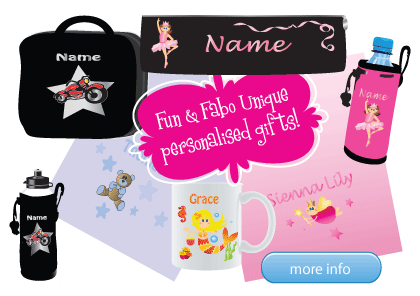 Name
Name
Name
Fun & Fabo Unique
personalised gifts!
Name
Grace
Sienna Lily
more info